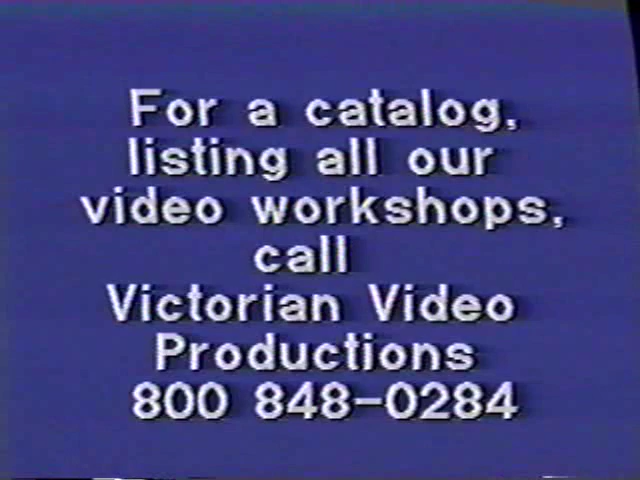 For a catalog,
listing all our
video workshops,
call
Victorian Video
Productions
800 848-0284